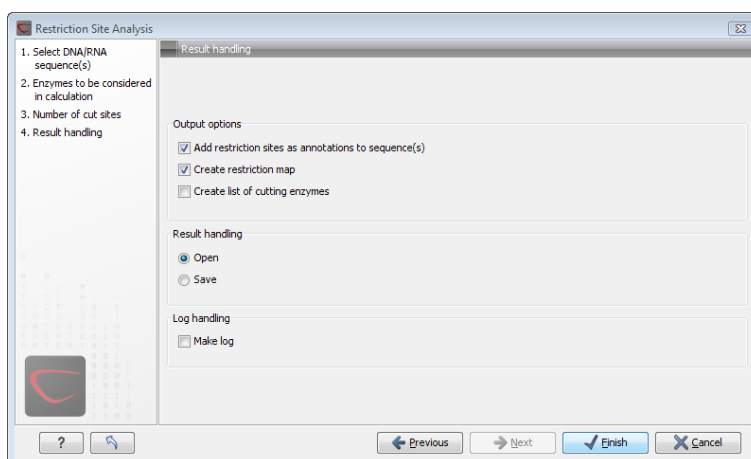 Restriction Site Analysis
1. Select DNA/RNA
sequence(s)
2. Enzymes to be considered
in calculation
3. Number of cut sites
4. Result handling
Result handling
Output options
Add restriction sites as annotations to sequence(s)
Create restriction map
Create list of cutting enzymes
Result handling
Open
Save
Log handling
Make log
?
Previous
Next
Finish
Cancel